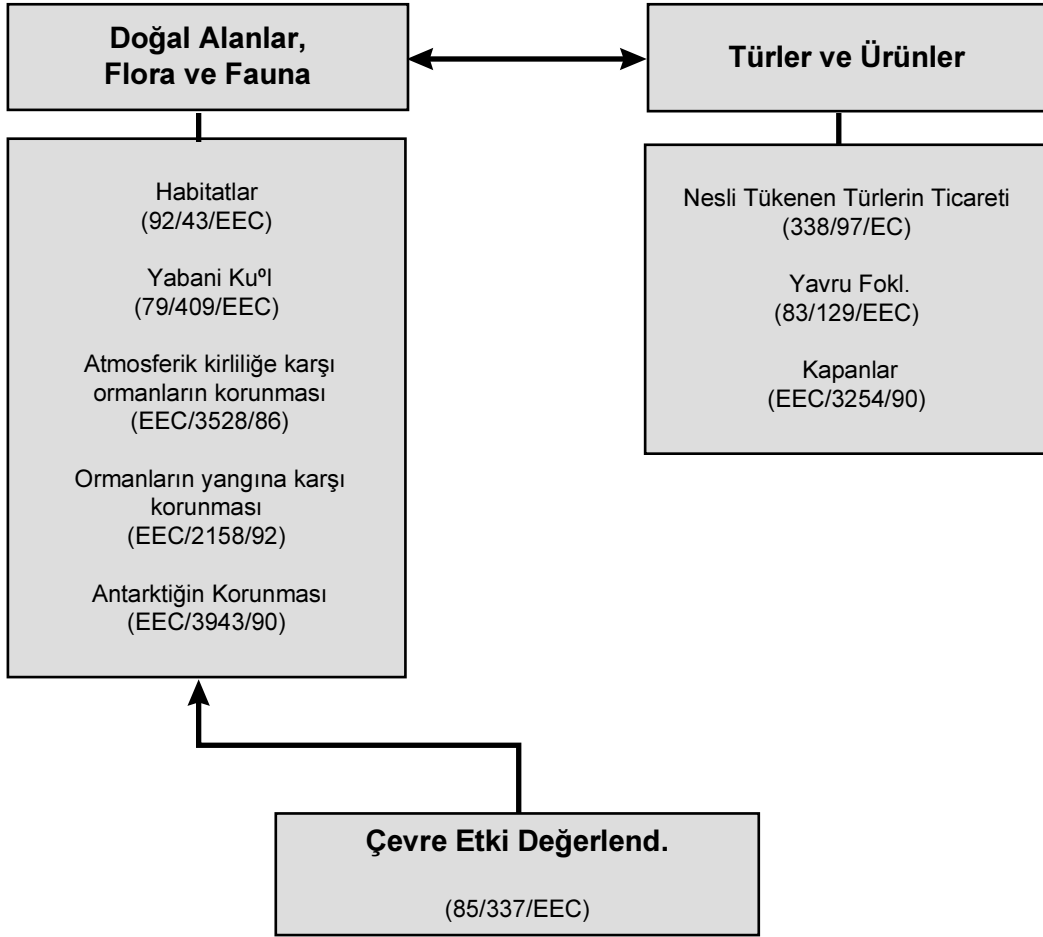 Doğal Alanlar,
Flora ve Fauna
Türler ve Ürünler
Habitatlar
(92/43/EEC)
Yabani Kuºl
(79/409/EEC)
Atmosferik kirliliğe karşı
ormanların korunması
(EEC/3528/86)
Ormanların yangına karşı
korunması
(EEC/2158/92)
Antarktiğin Korunması
(EEC/3943/90)
Nesli Tükenen Türlerin Ticareti
(338/97/EC)
Yavru Fokl.
(83/129/EEC)
Kapanlar
(EEC/3254/90)
Çevre Etki Değerlend.
(85/337/EEC)